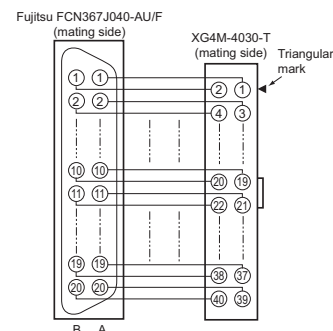 Fujitsu FCN367J040-AU/F
(mating side)
XG4M-4030-T
(mating side)
Triangular
mark
1 1 2 1
2 2 4 3
10 10 20 19
11 11 22 21
19 19 38 37
20 20 40 39
B A